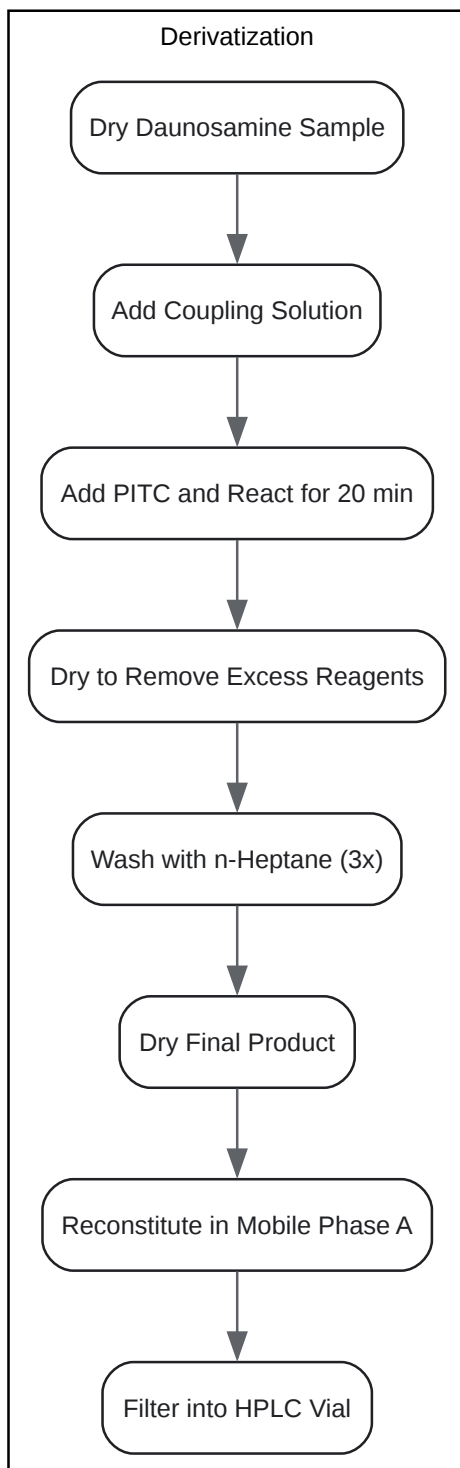 Derivatization
Dry Daunosamine Sample
Add Coupling Solution
Add PITC and React for 20 min
Dry to Remove Excess Reagents
Wash with n-Heptane (3x)
Dry Final Product
Reconstitute in Mobile Phase A
Filter into HPLC Vial